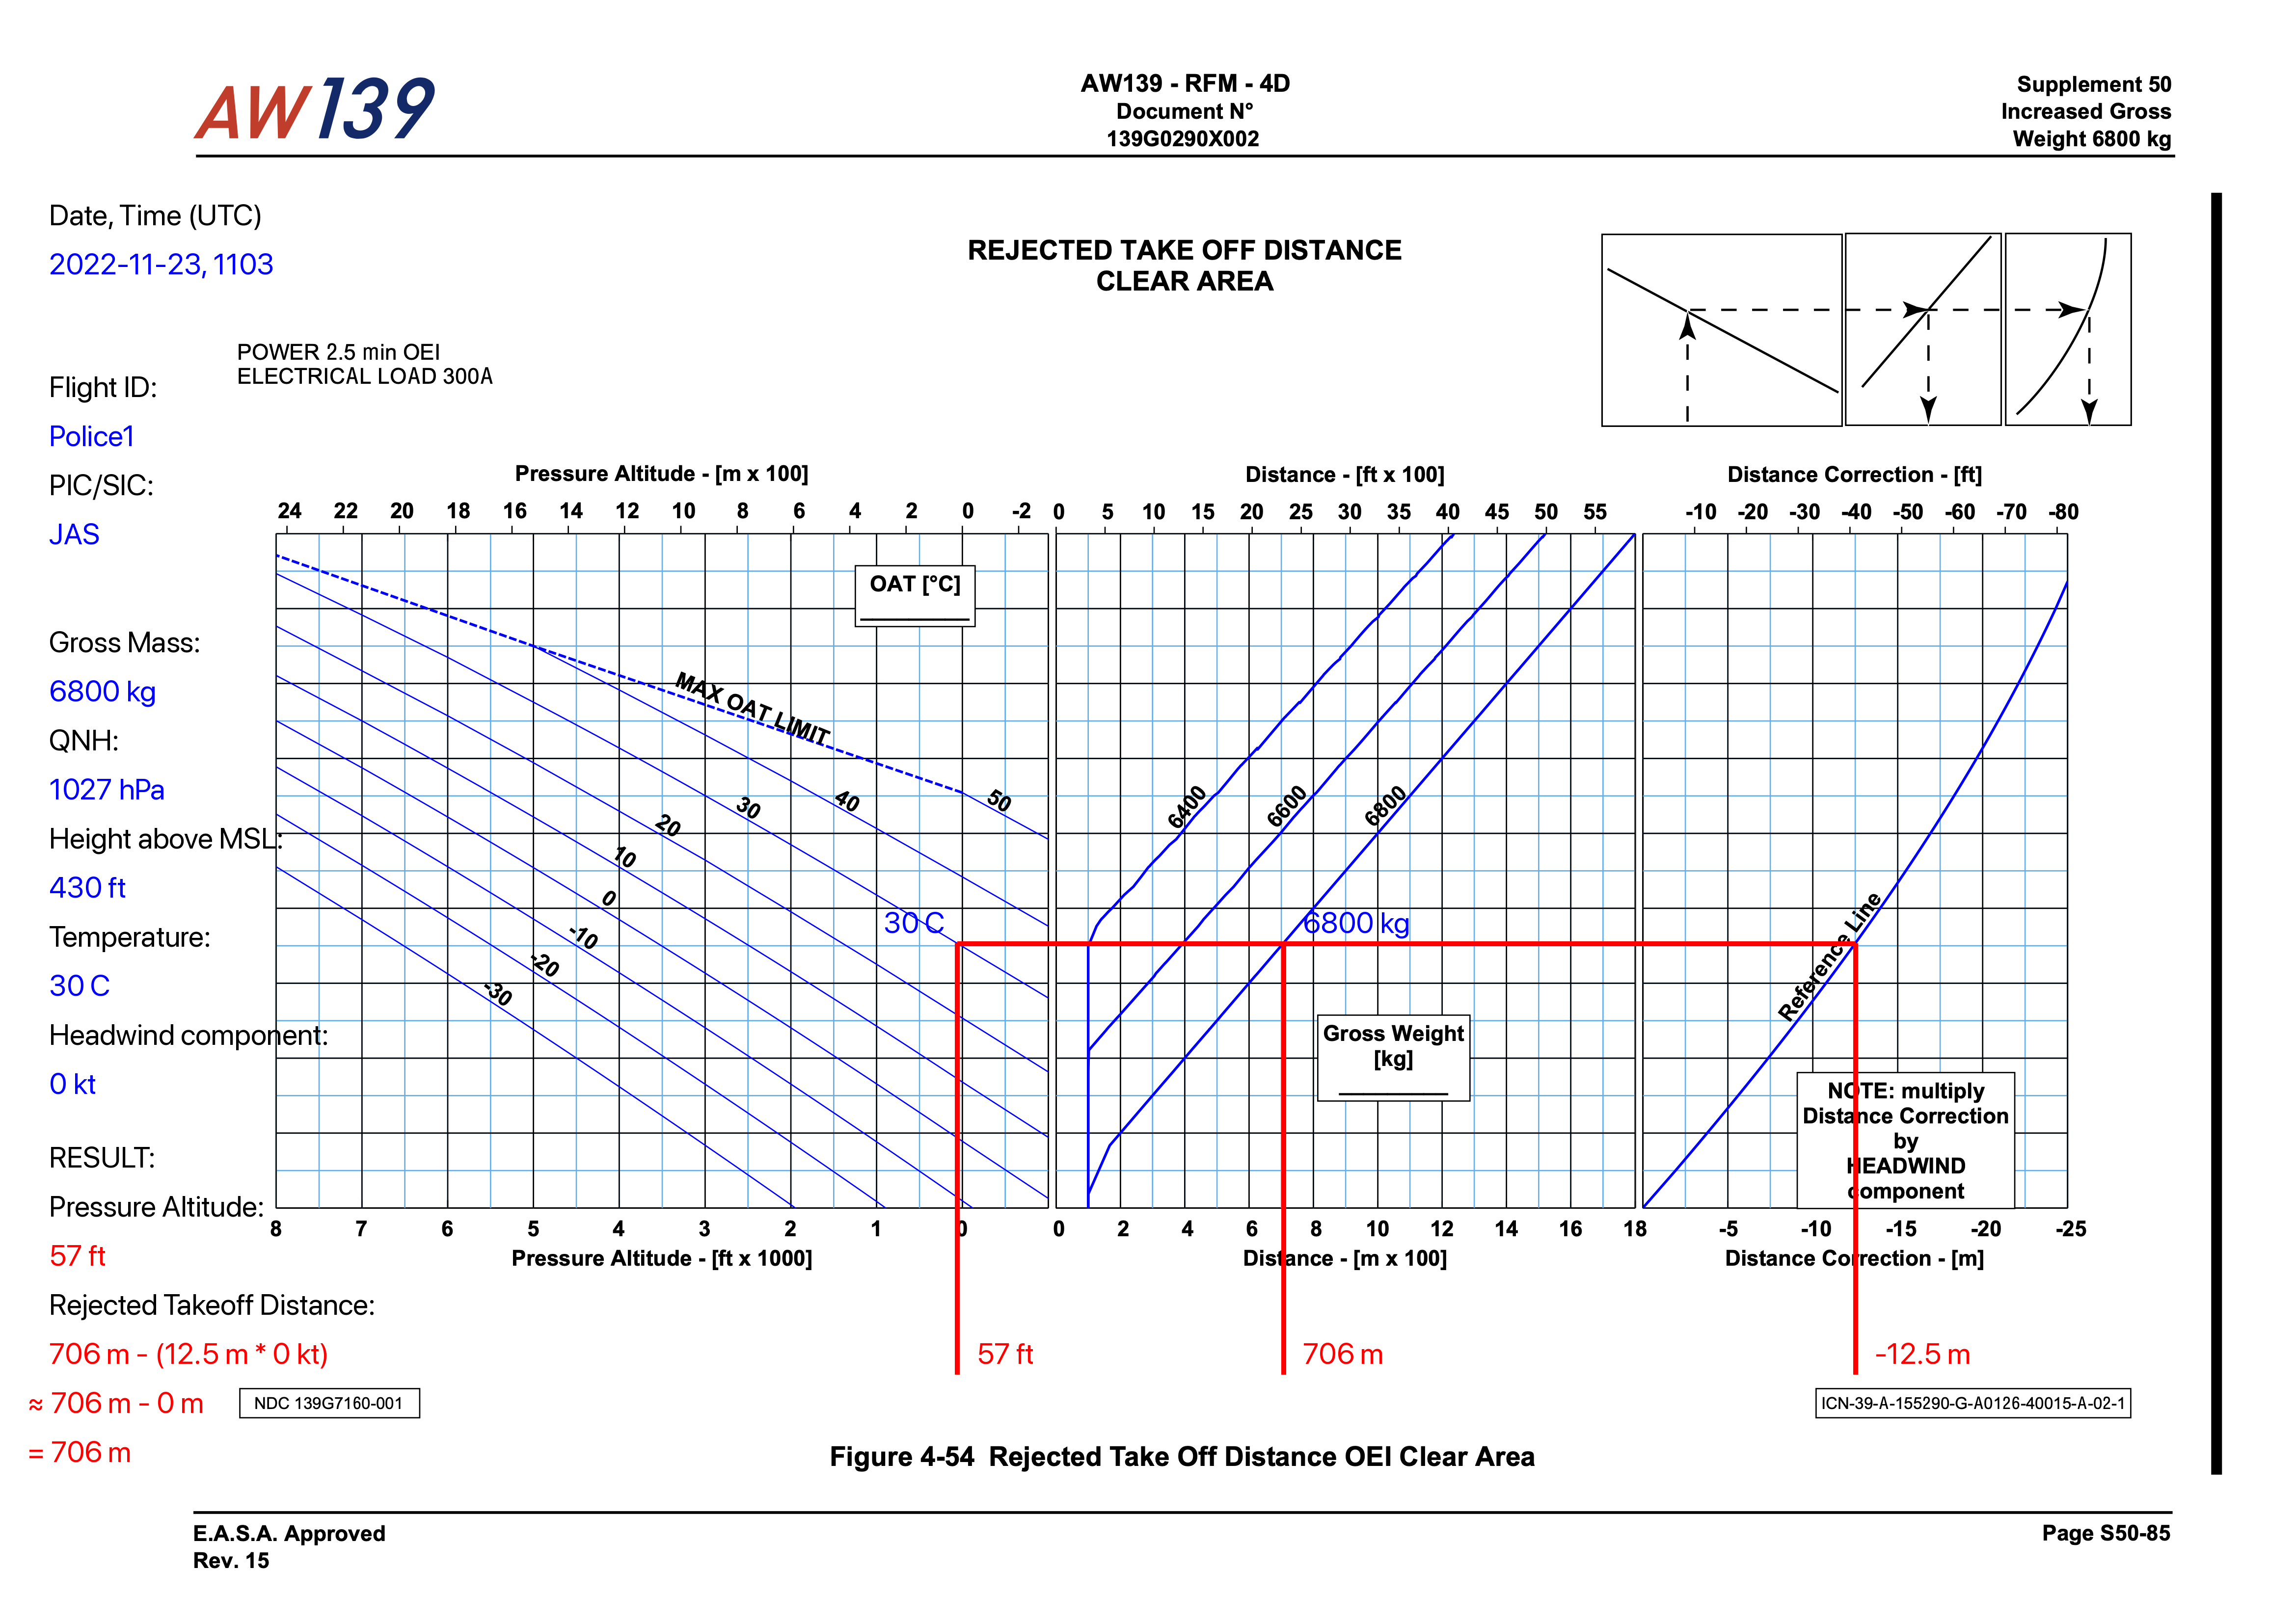 AW139
AW139 - RFM - 4D
Document N°
139G0290X002
Supplement 50
Increased Gross
Weight 6800 kg
Date, Time (UTC)
2022-11-23, 1103
REJECTED TAKE OFF DISTANCE
CLEAR AREA
POWER 2.5 min OEI
ELECTRICAL LOAD 300A
Flight ID:
Police1
PIC/SIC:
JAS
Gross Mass:
6800 kg
QNH:
1027 hPa
Height above MSL:
430 ft
Temperature:
30 C
Headwind component:
0 kt
RESULT:
Pressure Altitude:
57 ft
Rejected Takeoff Distance:
706 m - (12.5 m * 0 kt)
≈ 706 m - 0 m
= 706 m
Pressure Altitude - [m x 100]
24 22 20 18 16 14 12 10 8 6 4 2 0 -2
OAT [°C]
MAX OAT LIMIT
50
40
30
20
10
0
-10
-20
-30
30 C
8 7 6 5 4 3 2 1 0
Pressure Altitude - [ft x 1000]
57 ft
Distance - [ft x 100]
0 5 10 15 20 25 30 35 40 45 50 55
6400
6600
6800
6800 kg
Gross Weight
[kg]
0 2 4 6 8 10 12 14 16 18
Distance - [m x 100]
706 m
Distance Correction - [ft]
-10 -20 -30 -40 -50 -60 -70 -80
Reference Line
NOTE: multiply
Distance Correction
by
HEADWIND
component
-5 -10 -15 -20 -25
Distance Correction - [m]
-12.5 m
NDC 139G7160-001
ICN-39-A-155290-G-A0126-40015-A-02-1
Figure 4-54 Rejected Take Off Distance OEI Clear Area
E.A.S.A. Approved
Rev. 15
Page S50-85